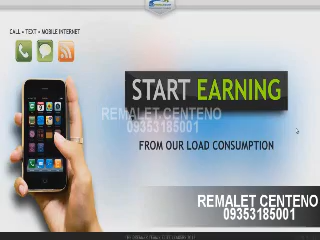 CALL • TEXT • MOBILE INTERNET
START EARNING
REMALET CENTENO
09353185001
FROM OUR LOAD CONSUMPTION
REMALET CENTENO
09353185001